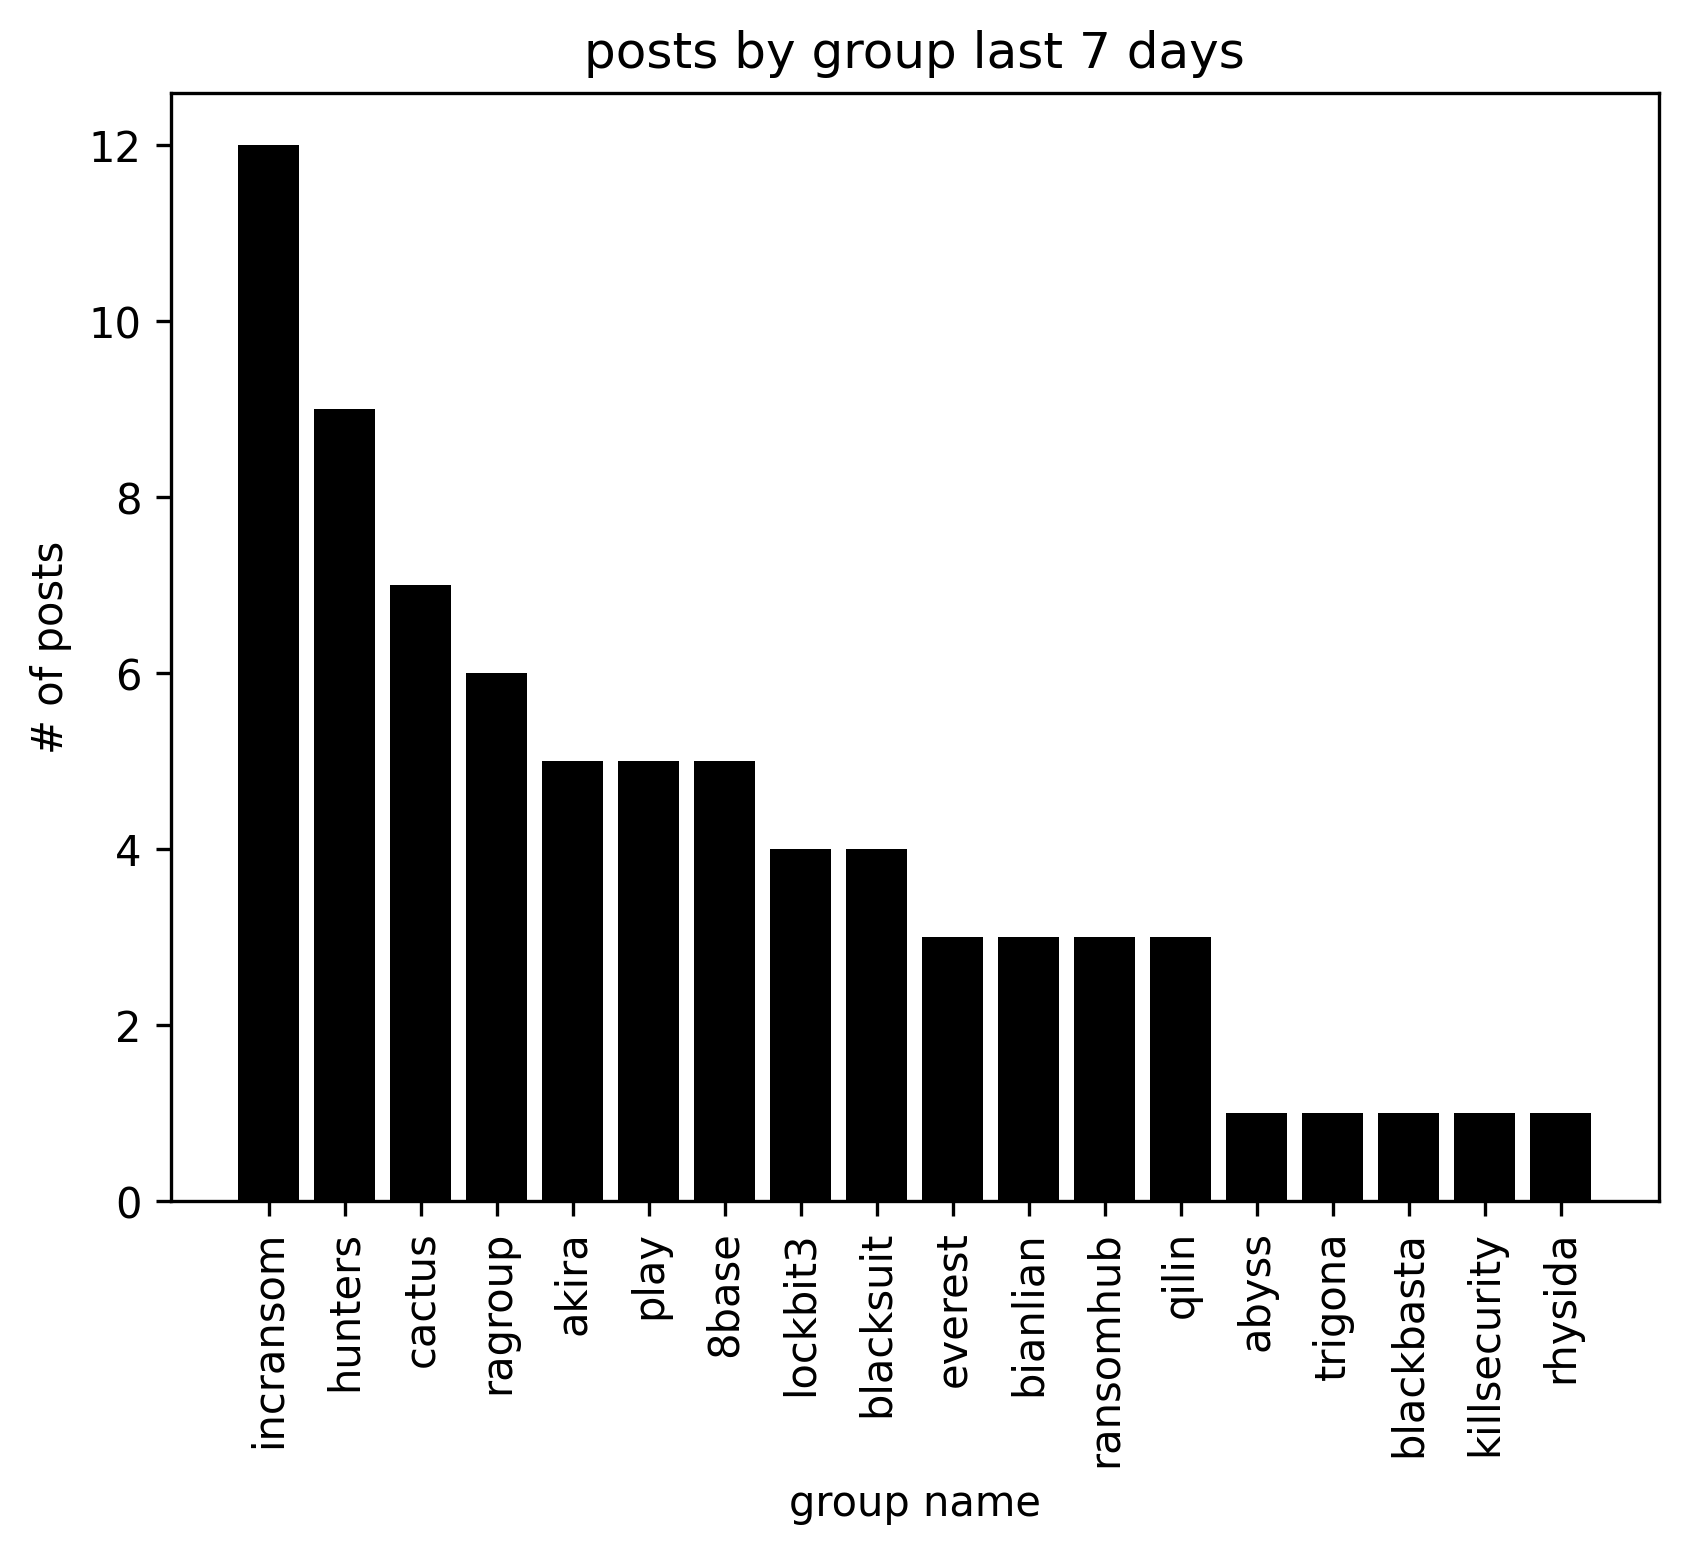 posts by group last 7 days
12
10
8
6
4
2
0
# of posts
incransom
hunters
cactus
ragroup
akira
play
8base
lockbit3
blacksuit
everest
bianlian
ransomhub
qilin
abyss
trigona
blackbasta
killsecurity
rhysida
group name